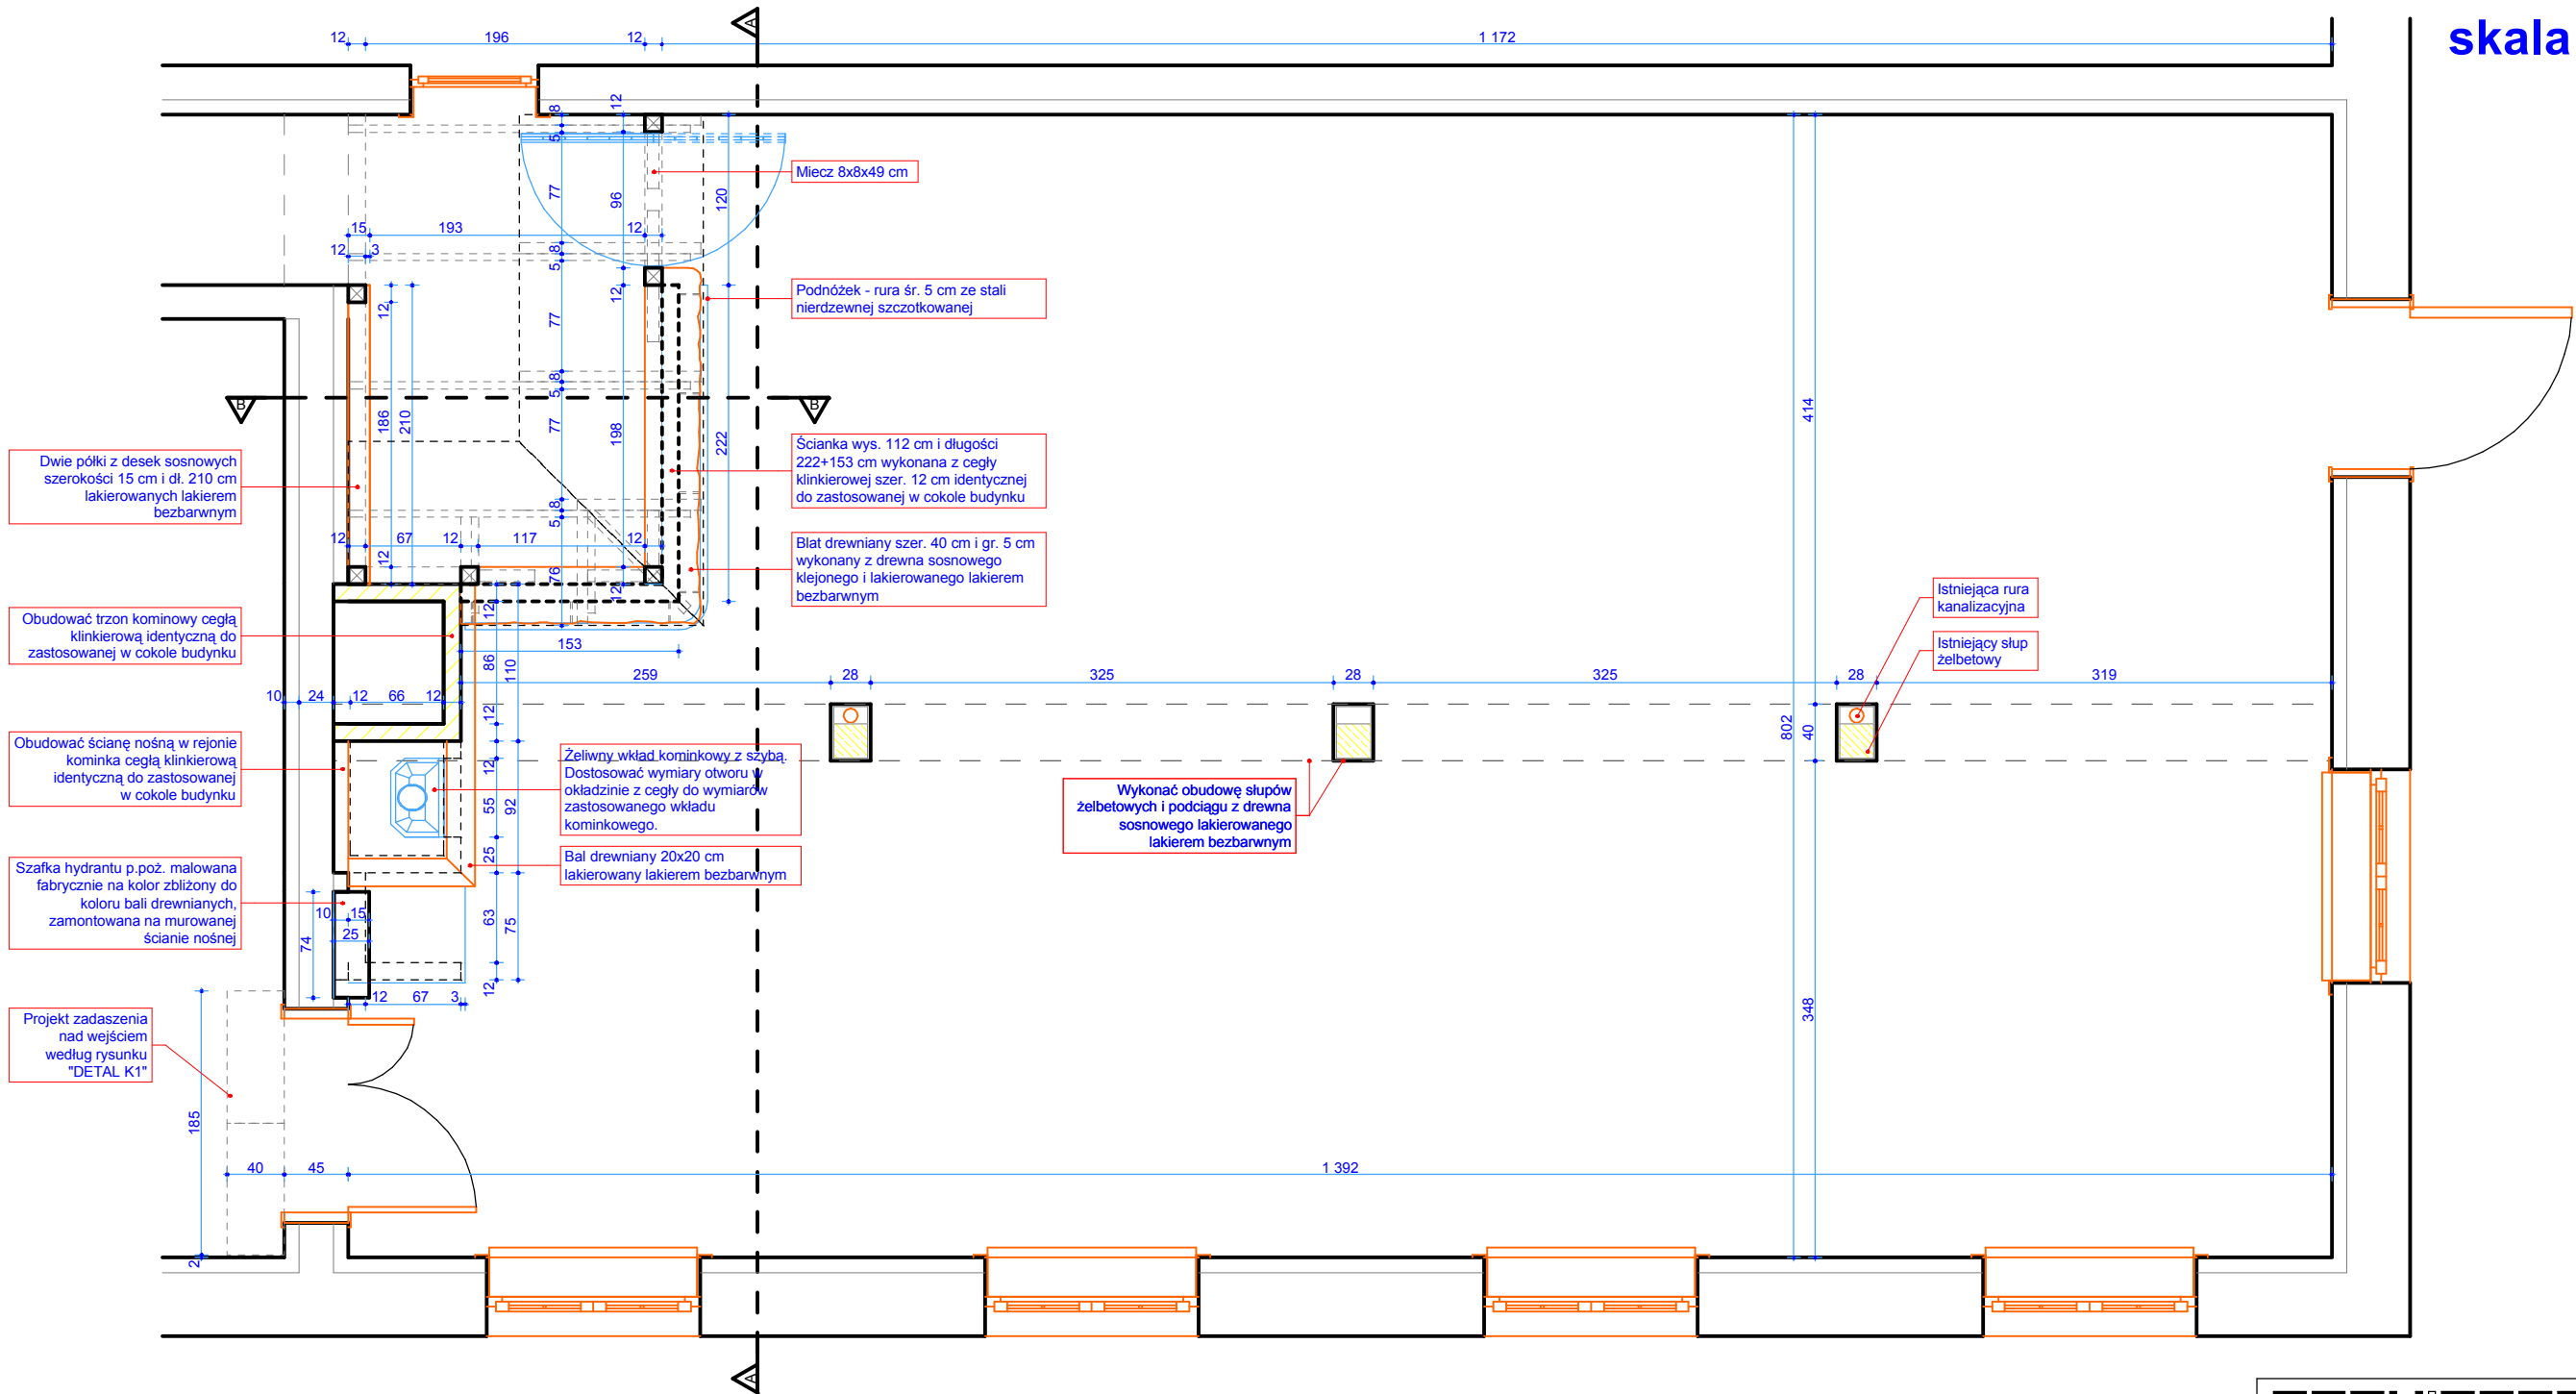 skala
12
196
12
1 172
A
8
12
5
Miecz 8x8x49 cm
77
96
120
15
193
12
12
3
8
5
Podnóżek - rura śr. 5 cm ze stali
nierdzewnej szczotkowanej
12
12
77
8
5
B
B
186
210
77
198
222
414
Dwie półki z desek sosnowych
szerokości 15 cm i dł. 210 cm
lakierowanych lakierem
bezbarwnym
Ścianka wys. 112 cm i długości
222+153 cm wykonana z cegły
klinkierowej szer. 12 cm identycznej
do zastosowanej w cokole budynku
8
5
12
67
12
117
12
12
76
12
Blat drewniany szer. 40 cm i gr. 5 cm
wykonany z drewna sosnowego
klejonego i lakierowanego lakierem
bezbarwnym
Istniejąca rura
kanalizacyjna
Istniejący słup
żelbetowy
Obudować trzon kominowy cegłą
klinkierową identyczną do
zastosowanej w cokole budynku
12
153
86
110
259
28
325
28
325
28
319
10
24
12
66
12
12
802
40
Obudować ścianę nośną w rejonie
kominka cegłą klinkierową
identyczną do zastosowanej
w cokole budynku
12
55
92
25
Żeliwny wkład kominkowy z szybą.
Dostosować wymiary otworu w
okładzinie z cegły do wymiarów
zastosowanego wkładu
kominkowego.
Wykonać obudowę słupów
żelbetowych i podciągu z drewna
sosnowego lakierowanego
lakierem bezbarwnym
Bal drewniany 20x20 cm
lakierowany lakierem bezbarwnym
Szafka hydrantu p.poż. malowana
fabrycznie na kolor zbliżony do
koloru bali drewnianych,
zamontowana na murowanej
ścianie nośnej
10
15
25
74
63
75
12
12
67
3
348
Projekt zadaszenia
nad wejściem
według rysunku
"DETAL K1"
185
40
45
1 392
2
A